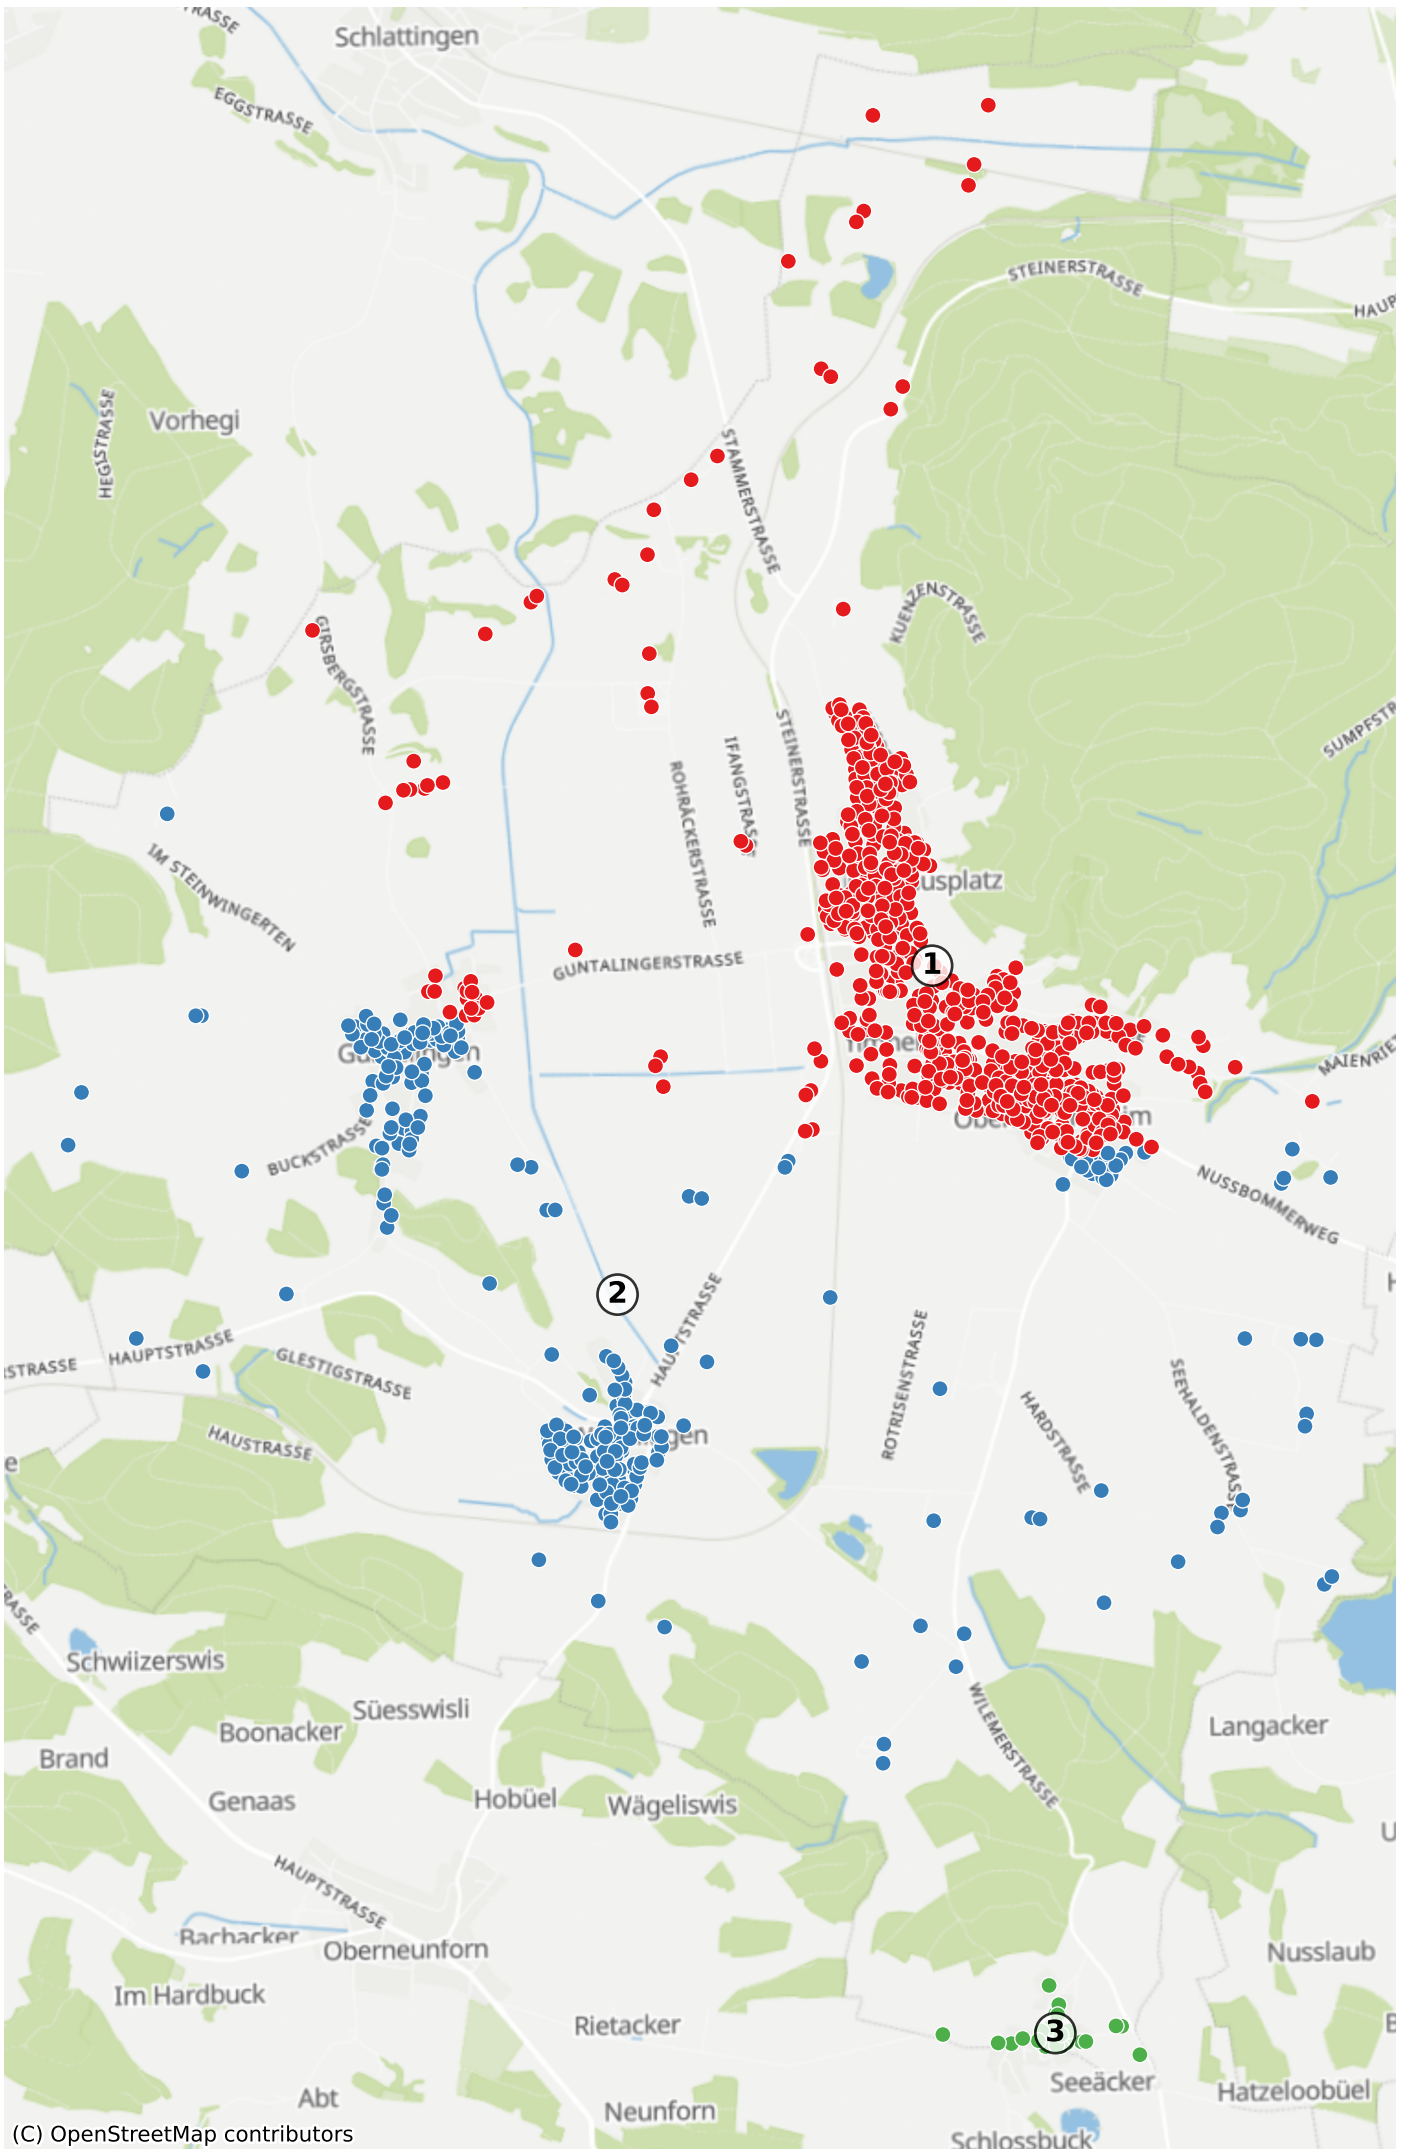 Schlattingen
EGGSTRASSE
STEINERSTRASSE
Vorhegi
HEGISTRASSE
STAMMERSTRASSE
KUENZENSTRASSE
GIRSBERGSTRASSE
STEINERSTRASSE
IFANGSTRASSE
ROHRÄCKERSTRASSE
IM STEINWINGERTEN
usplatz
GUNTALINGERSTRASSE
1
BUCKSTRASSE
NUSSBOMMERWEG
2
HAUPTSTRASSE
HAUPTSTRASSE
GLESTIGSTRASSE
HAUSTRASSE
ROTRISENSTRASSE
HARDSTRASSE
SEEHALDENSTRASSE
Schwiizerswis
Süesswisli
Boonacker
Brand
Genaas
Hobüel
Wägeliswis
WILEMERSTRASSE
Langacker
HAUPTSTRASSE
Bachacker
Oberneunforn
Nusslaub
Im Hardbuck
Rietacker
3
Seeäcker
Hatzeloobüel
Abt
Neunforn
Schlossbuck
(C) OpenStreetMap contributors